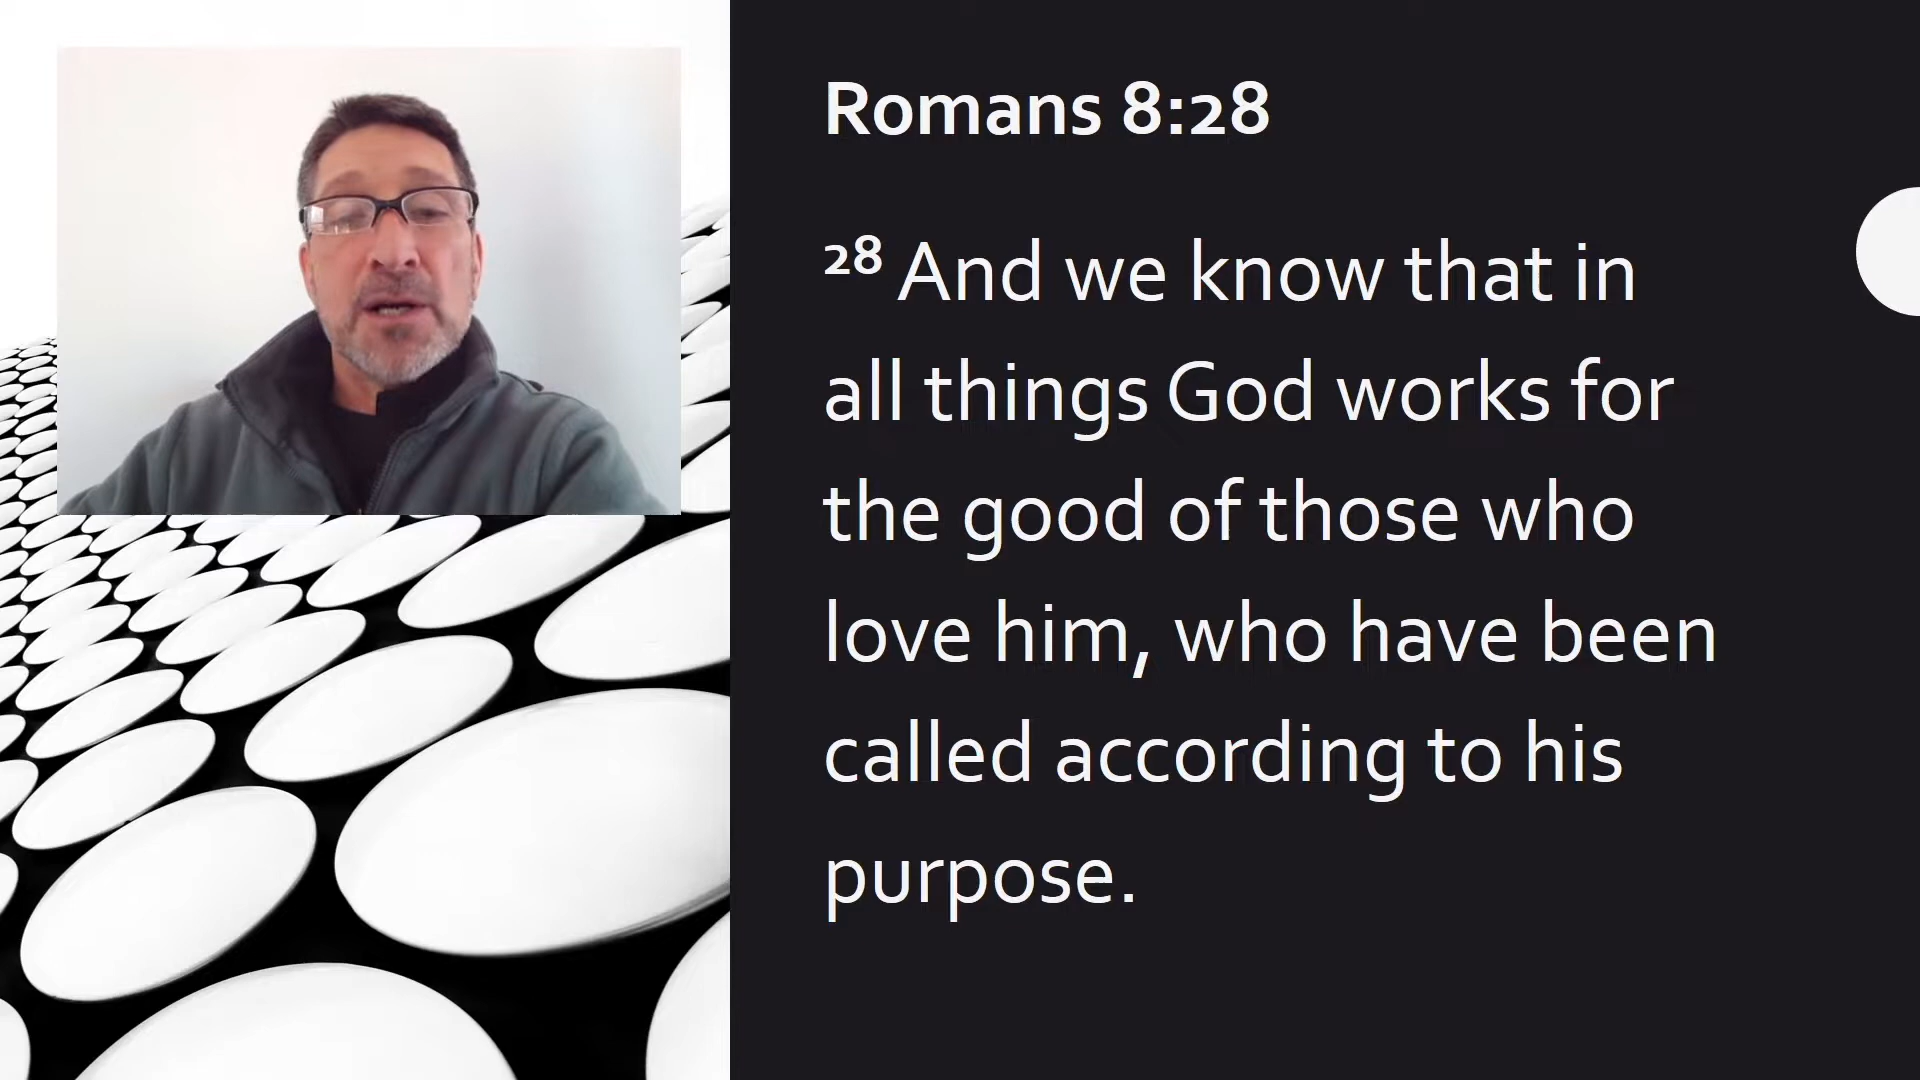 Romans 8:28
28 And we know that in
all things God works for
the good of those who
love him, who have been
called according to his
purpose.